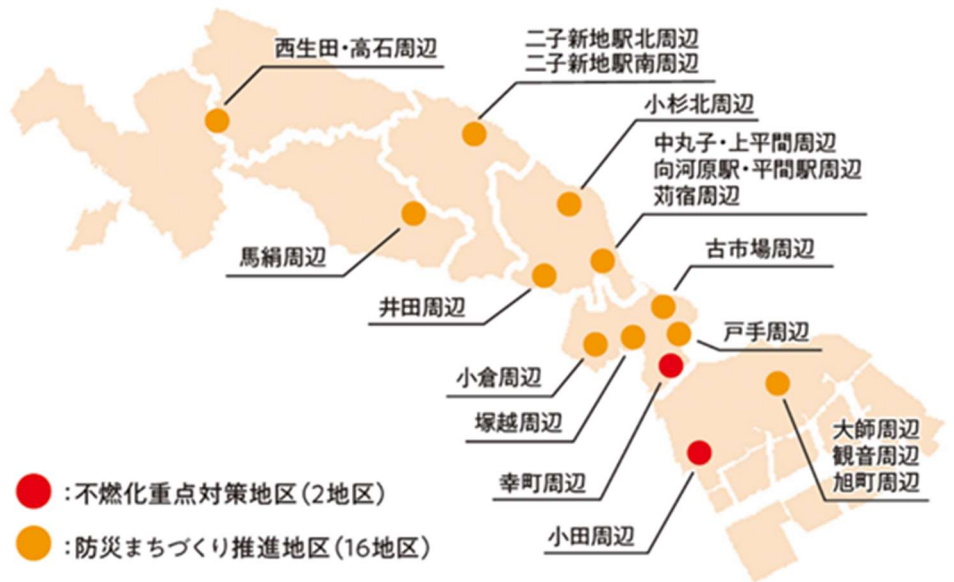 西生田・高石周辺
二子新地駅北周辺
二子新地駅南周辺
小杉北周辺
中丸子・上平間周辺
向河原駅・平間駅周辺
苅宿周辺
馬絹周辺
古市場周辺
井田周辺
戸手周辺
小倉周辺
塚越周辺
大師周辺
観音周辺
旭町周辺
幸町周辺
小田周辺
：不燃化重点対策地区（2地区）
：防災まちづくり推進地区（16地区）